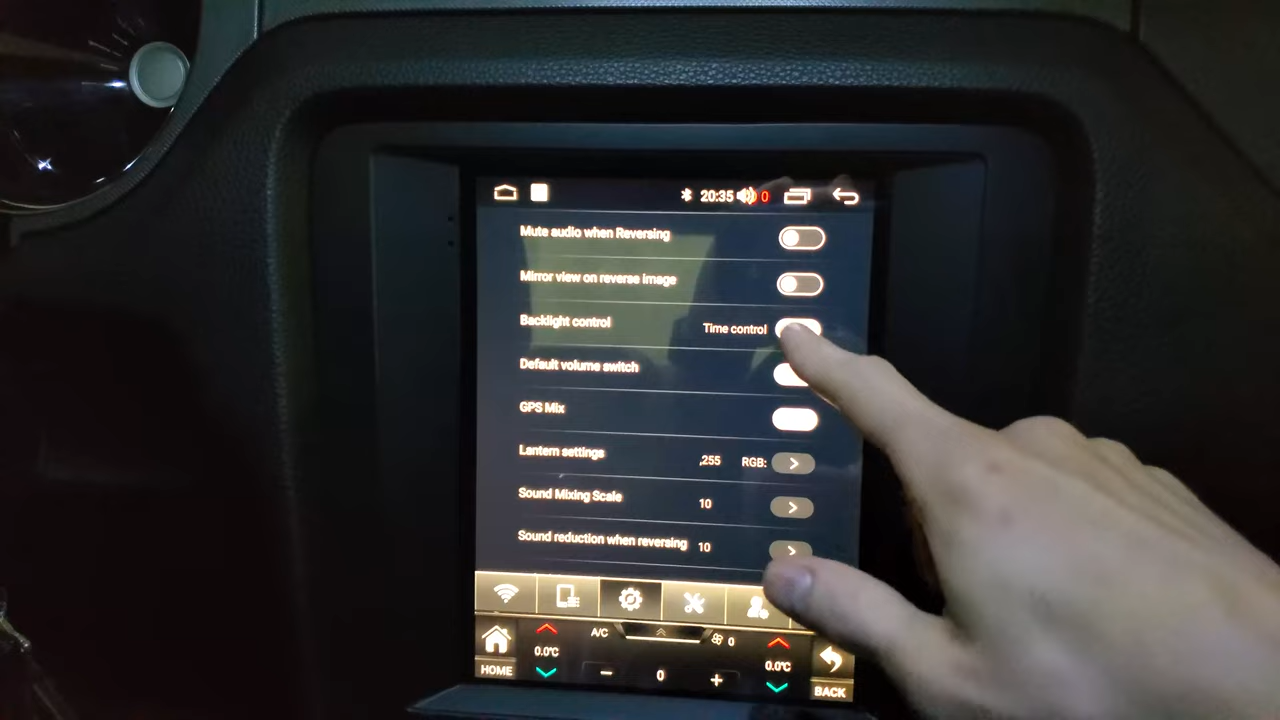 20:35 0
Mute audio when Reversing
Mirror view on reverse image
Backlight control Time control
Default volume switch
GPS Mix
Lantern settings ,255 RGB:
Sound Mixing Scale 10
Sound reduction when reversing 10
A/C 0
0.0°C 0.0°C
HOME − 0 + BACK